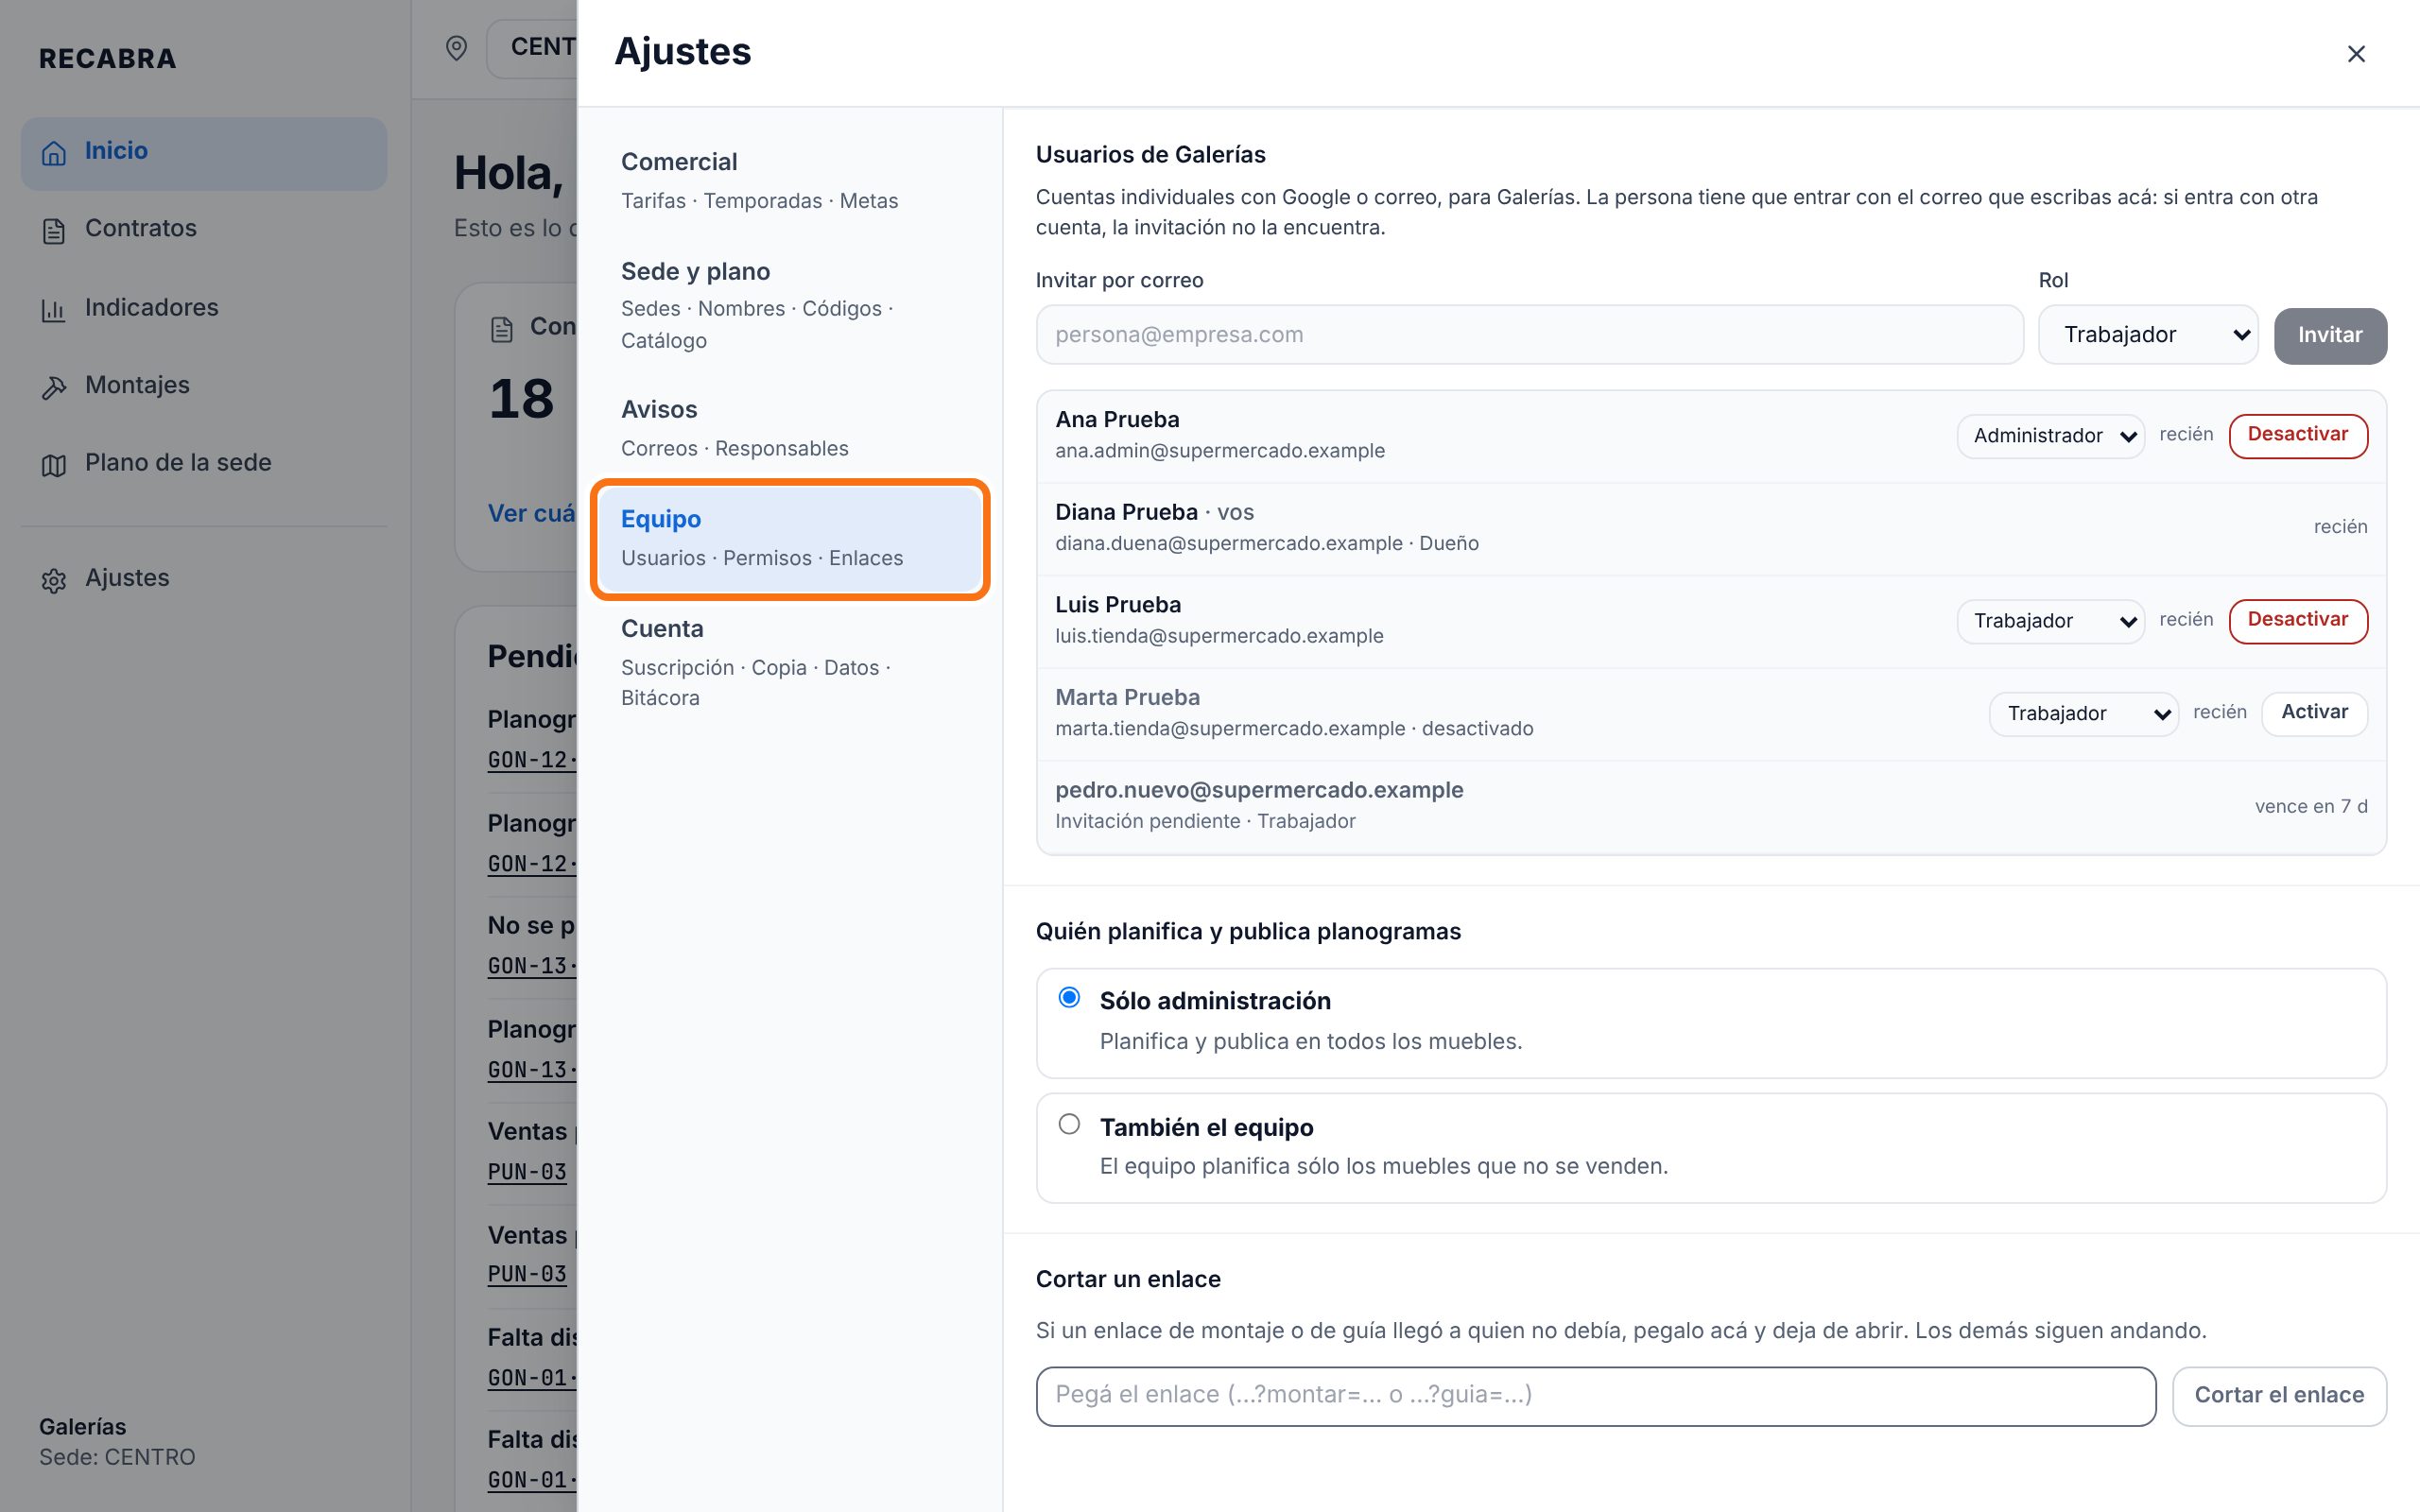 RECABRA
Inicio
Contratos
Indicadores
Montajes
Plano de la sede
Ajustes
Galerías
Sede: CENTRO
CENT
Hola,
Esto es lo
Con
18
Ver cuá
Pendi
Planogr
GON-12
Planogr
GON-12
No se p
GON-13
Planogr
GON-13
Ventas
PUN-03
Ventas
PUN-03
Falta dis
GON-01
Falta dis
GON-01
Ajustes
Comercial
Tarifas · Temporadas · Metas
Sede y plano
Sedes · Nombres · Códigos ·
Catálogo
Avisos
Correos · Responsables
Equipo
Usuarios · Permisos · Enlaces
Cuenta
Suscripción · Copia · Datos ·
Bitácora
Usuarios de Galerías
Cuentas individuales con Google o correo, para Galerías. La persona tiene que entrar con el correo que escribas acá: si entra con otra
cuenta, la invitación no la encuentra.
Invitar por correo
Rol
persona@empresa.com
Trabajador
Invitar
Ana Prueba
ana.admin@supermercado.example
Administrador
recién
Desactivar
Diana Prueba · vos
diana.duena@supermercado.example · Dueño
recién
Luis Prueba
luis.tienda@supermercado.example
Trabajador
recién
Desactivar
Marta Prueba
marta.tienda@supermercado.example · desactivado
Trabajador
recién
Activar
pedro.nuevo@supermercado.example
Invitación pendiente · Trabajador
vence en 7 d
Quién planifica y publica planogramas
Sólo administración
Planifica y publica en todos los muebles.
También el equipo
El equipo planifica sólo los muebles que no se venden.
Cortar un enlace
Si un enlace de montaje o de guía llegó a quien no debía, pegalo acá y deja de abrir. Los demás siguen andando.
Pegá el enlace (…?montar=… o …?guia=…)
Cortar el enlace